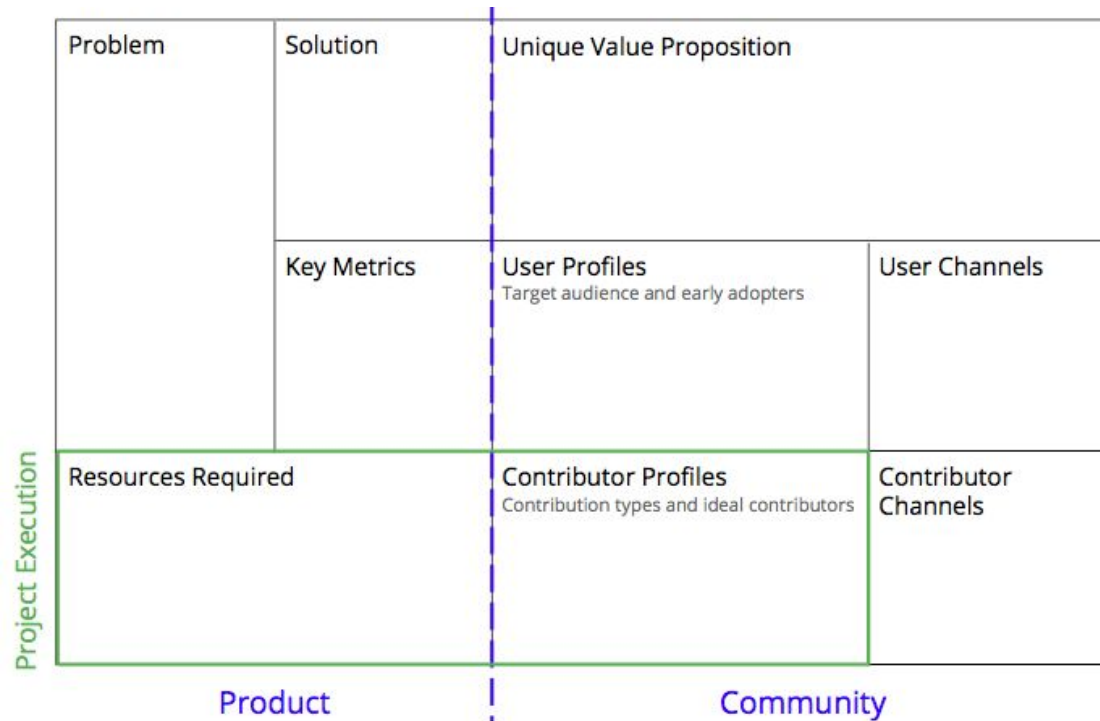 Problem
Solution
Unique Value Proposition
Key Metrics
User Profiles
Target audience and early adopters
User Channels
Project Execution
Resources Required
Contributor Profiles
Contribution types and ideal contributors
Contributor
Channels
Product
Community